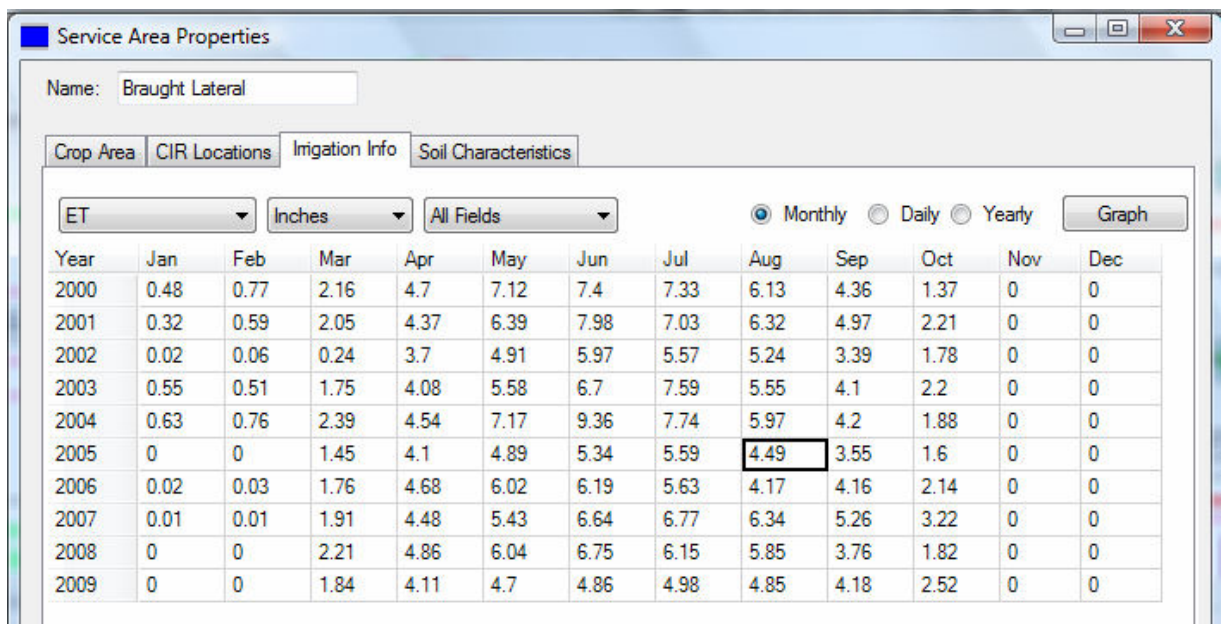 Service Area Properties
Name: Braught Lateral
Crop Area CIR Locations Irrigation Info Soil Characteristics
ET Inches All Fields Monthly Daily Yearly Graph
Year Jan Feb Mar Apr May Jun Jul Aug Sep Oct Nov Dec
2000 0.48 0.77 2.16 4.7 7.12 7.4 7.33 6.13 4.36 1.37 0 0
2001 0.32 0.59 2.05 4.37 6.39 7.98 7.03 6.32 4.97 2.21 0 0
2002 0.02 0.06 0.24 3.7 4.91 5.97 5.57 5.24 3.39 1.78 0 0
2003 0.55 0.51 1.75 4.08 5.58 6.7 7.59 5.55 4.1 2.2 0 0
2004 0.63 0.76 2.39 4.54 7.17 9.36 7.74 5.97 4.2 1.88 0 0
2005 0 0 1.45 4.1 4.89 5.34 5.59 4.49 3.55 1.6 0 0
2006 0.02 0.03 1.76 4.68 6.02 6.19 5.63 4.17 4.16 2.14 0 0
2007 0.01 0.01 1.91 4.48 5.43 6.64 6.77 6.34 5.26 3.22 0 0
2008 0 0 2.21 4.86 6.04 6.75 6.15 5.85 3.76 1.82 0 0
2009 0 0 1.84 4.11 4.7 4.86 4.98 4.85 4.18 2.52 0 0